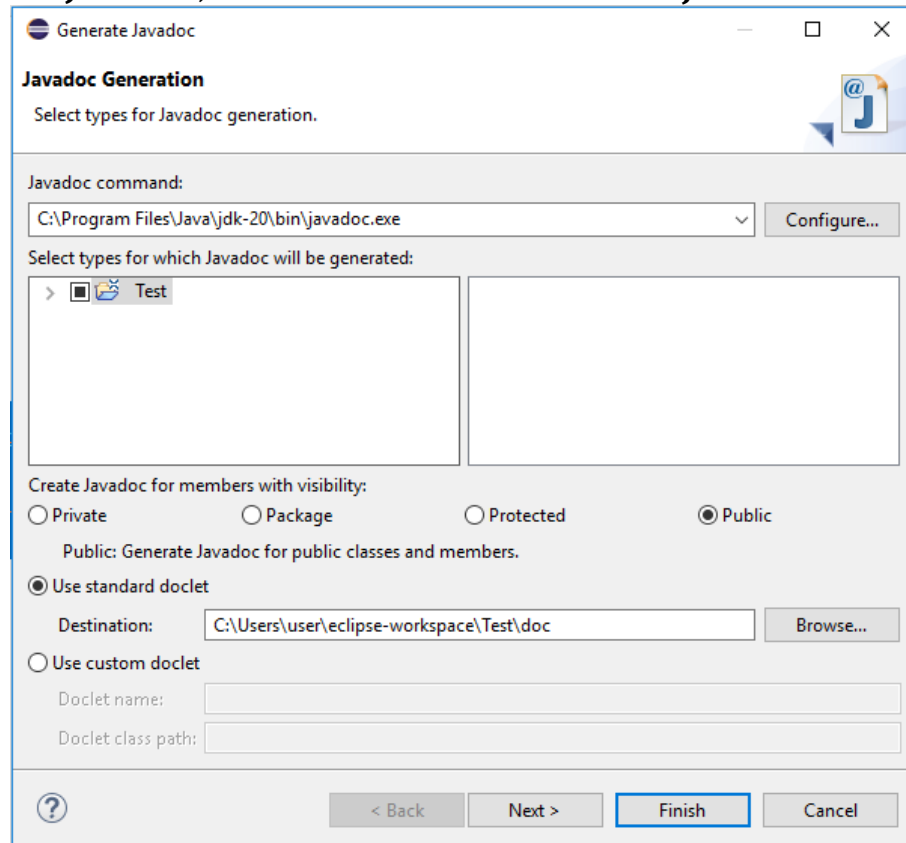 Generate Javadoc
Javadoc Generation
Select types for Javadoc generation.
@
J
Javadoc command:
C:\Program Files\Java\jdk-20\bin\javadoc.exe
Configure...
Select types for which Javadoc will be generated:
Test
Create Javadoc for members with visibility:
Private Package Protected Public
Public: Generate Javadoc for public classes and members.
Use standard doclet
Destination: C:\Users\user\eclipse-workspace\Test\doc Browse...
Use custom doclet
Doclet name:
Doclet class path:
? < Back Next > Finish Cancel